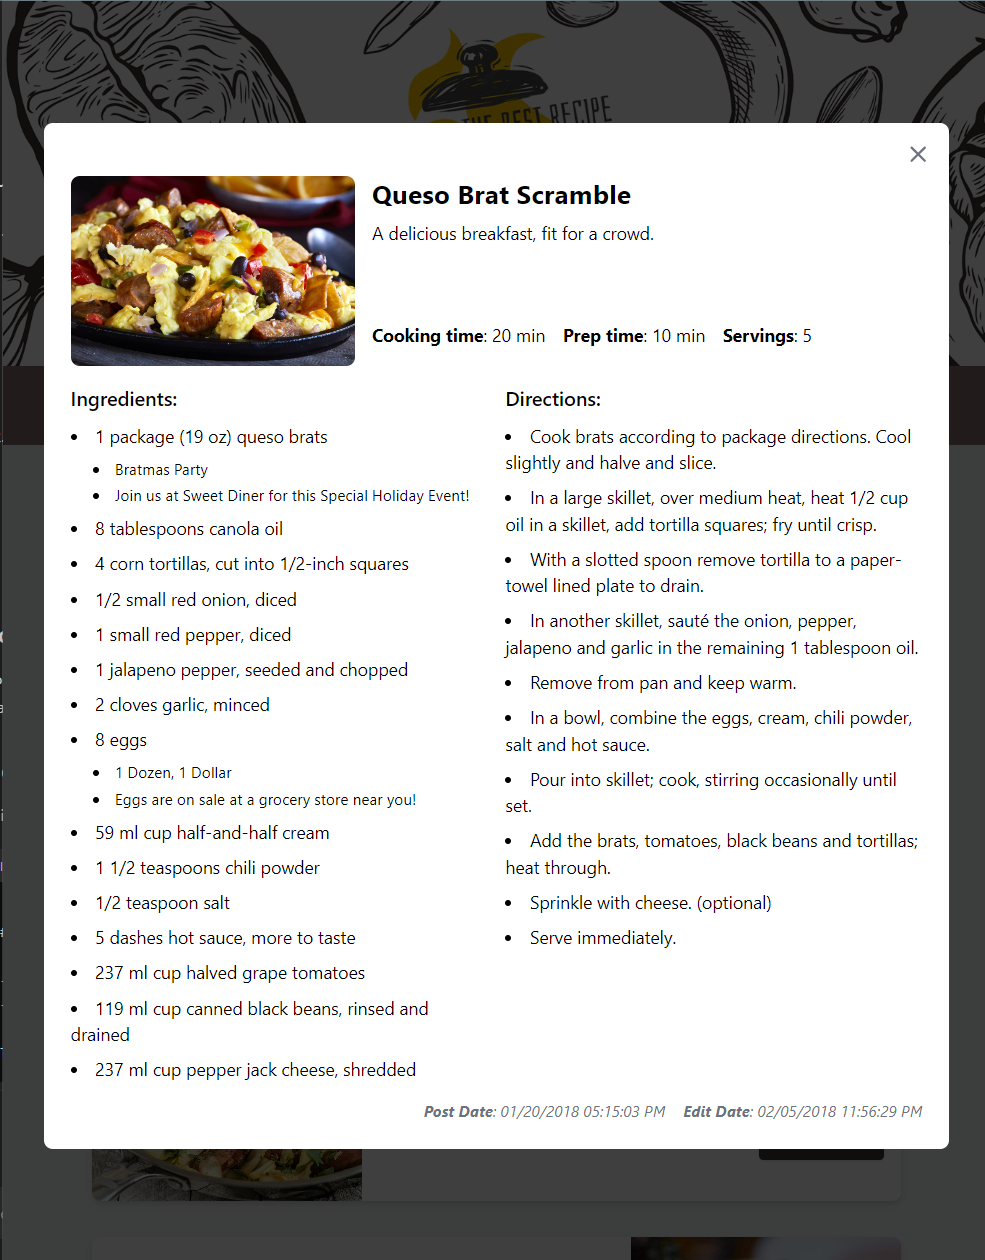 THE BEST RECIPE
Queso Brat Scramble
A delicious breakfast, fit for a crowd.
Cooking time: 20 min Prep time: 10 min Servings: 5
Ingredients:
• 1 package (19 oz) queso brats
• Bratmas Party
• Join us at Sweet Diner for this Special Holiday Event!
• 8 tablespoons canola oil
• 4 corn tortillas, cut into 1/2-inch squares
• 1/2 small red onion, diced
• 1 small red pepper, diced
• 1 jalapeno pepper, seeded and chopped
• 2 cloves garlic, minced
• 8 eggs
• 1 Dozen, 1 Dollar
• Eggs are on sale at a grocery store near you!
• 59 ml cup half-and-half cream
• 1 1/2 teaspoons chili powder
• 1/2 teaspoon salt
• 5 dashes hot sauce, more to taste
• 237 ml cup halved grape tomatoes
• 119 ml cup canned black beans, rinsed and
drained
• 237 ml cup pepper jack cheese, shredded
Directions:
• Cook brats according to package directions. Cool
slightly and halve and slice.
• In a large skillet, over medium heat, heat 1/2 cup
oil in a skillet, add tortilla squares; fry until crisp.
• With a slotted spoon remove tortilla to a paper-
towel lined plate to drain.
• In another skillet, sauté the onion, pepper,
jalapeno and garlic in the remaining 1 tablespoon oil.
• Remove from pan and keep warm.
• In a bowl, combine the eggs, cream, chili powder,
salt and hot sauce.
• Pour into skillet; cook, stirring occasionally until
set.
• Add the brats, tomatoes, black beans and tortillas;
heat through.
• Sprinkle with cheese. (optional)
• Serve immediately.
Post Date: 01/20/2018 05:15:03 PM Edit Date: 02/05/2018 11:56:29 PM